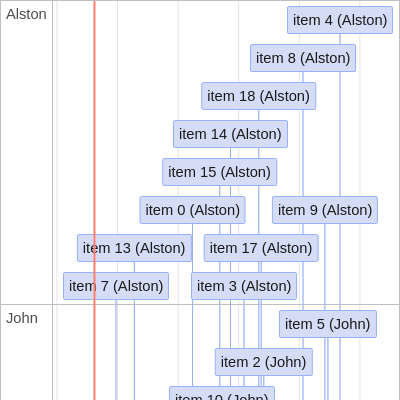 Alston
item 4 (Alston)
item 8 (Alston)
item 18 (Alston)
item 14 (Alston)
item 15 (Alston)
item 0 (Alston)
item 9 (Alston)
item 13 (Alston)
item 17 (Alston)
item 7 (Alston)
item 3 (Alston)
John
item 5 (John)
item 2 (John)
item 10 (John)